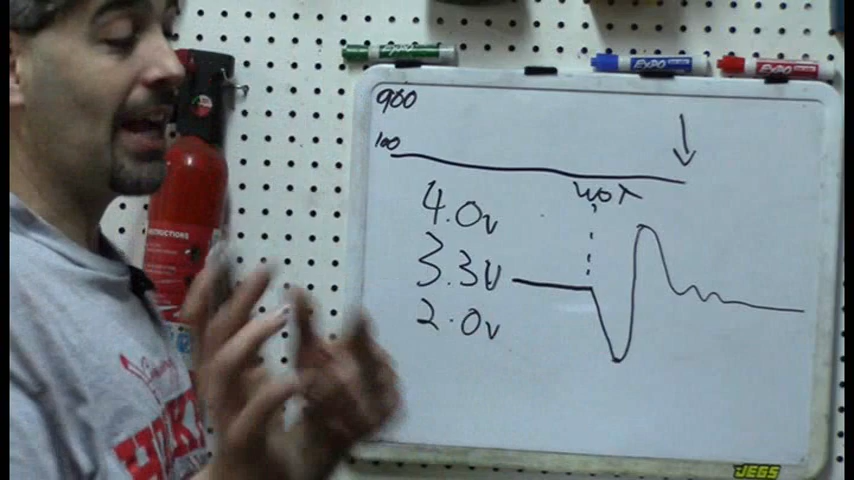 EXPO
EXPO
EXPO
900
100
WOT
4.0v
3.3v
2.0v
INSTRUCTIONS
JEGS